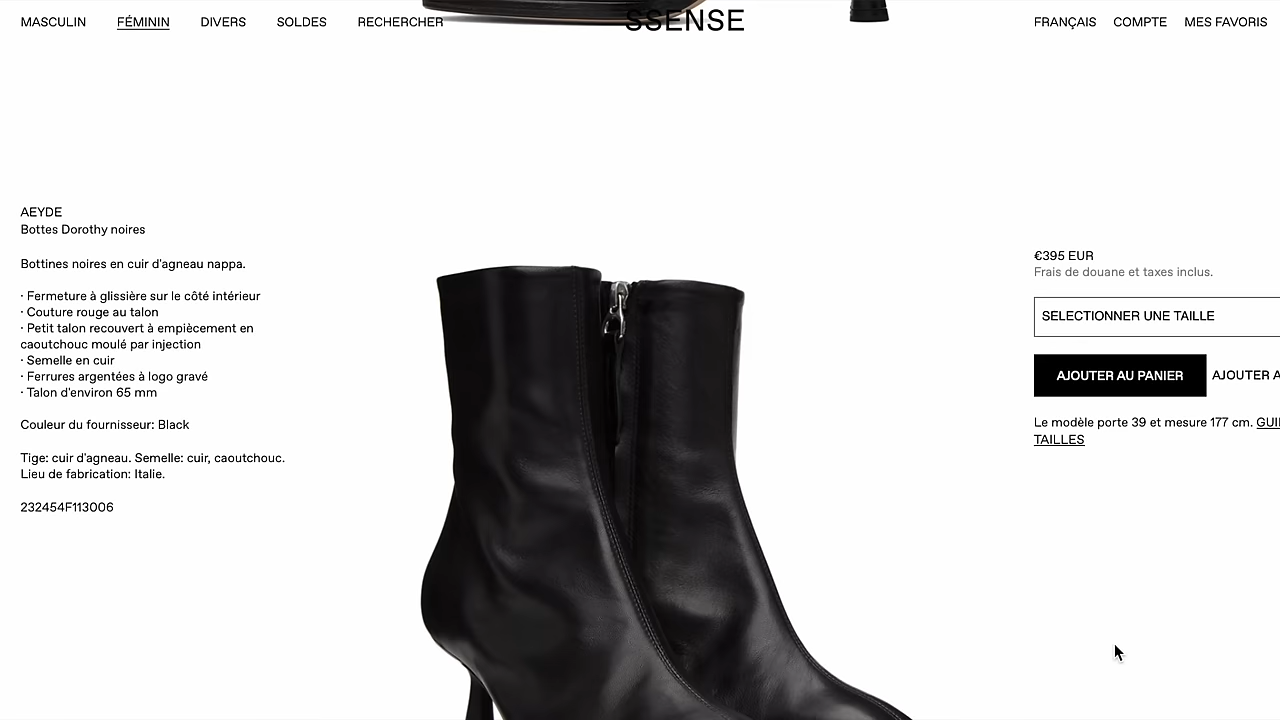 MASCULIN FÉMININ DIVERS SOLDES RECHERCHER SSENSE FRANÇAIS COMPTE MES FAVORIS
AEYDE
Bottes Dorothy noires
Bottines noires en cuir d'agneau nappa.
· Fermeture à glissière sur le côté intérieur
· Couture rouge au talon
· Petit talon recouvert à empiècement en
caoutchouc moulé par injection
· Semelle en cuir
· Ferrures argentées à logo gravé
· Talon d'environ 65 mm
Couleur du fournisseur: Black
Tige: cuir d'agneau. Semelle: cuir, caoutchouc.
Lieu de fabrication: Italie.
232454F113006
€395 EUR
Frais de douane et taxes inclus.
SELECTIONNER UNE TAILLE
AJOUTER AU PANIER AJOUTER
Le modèle porte 39 et mesure 177 cm.
TAILLES